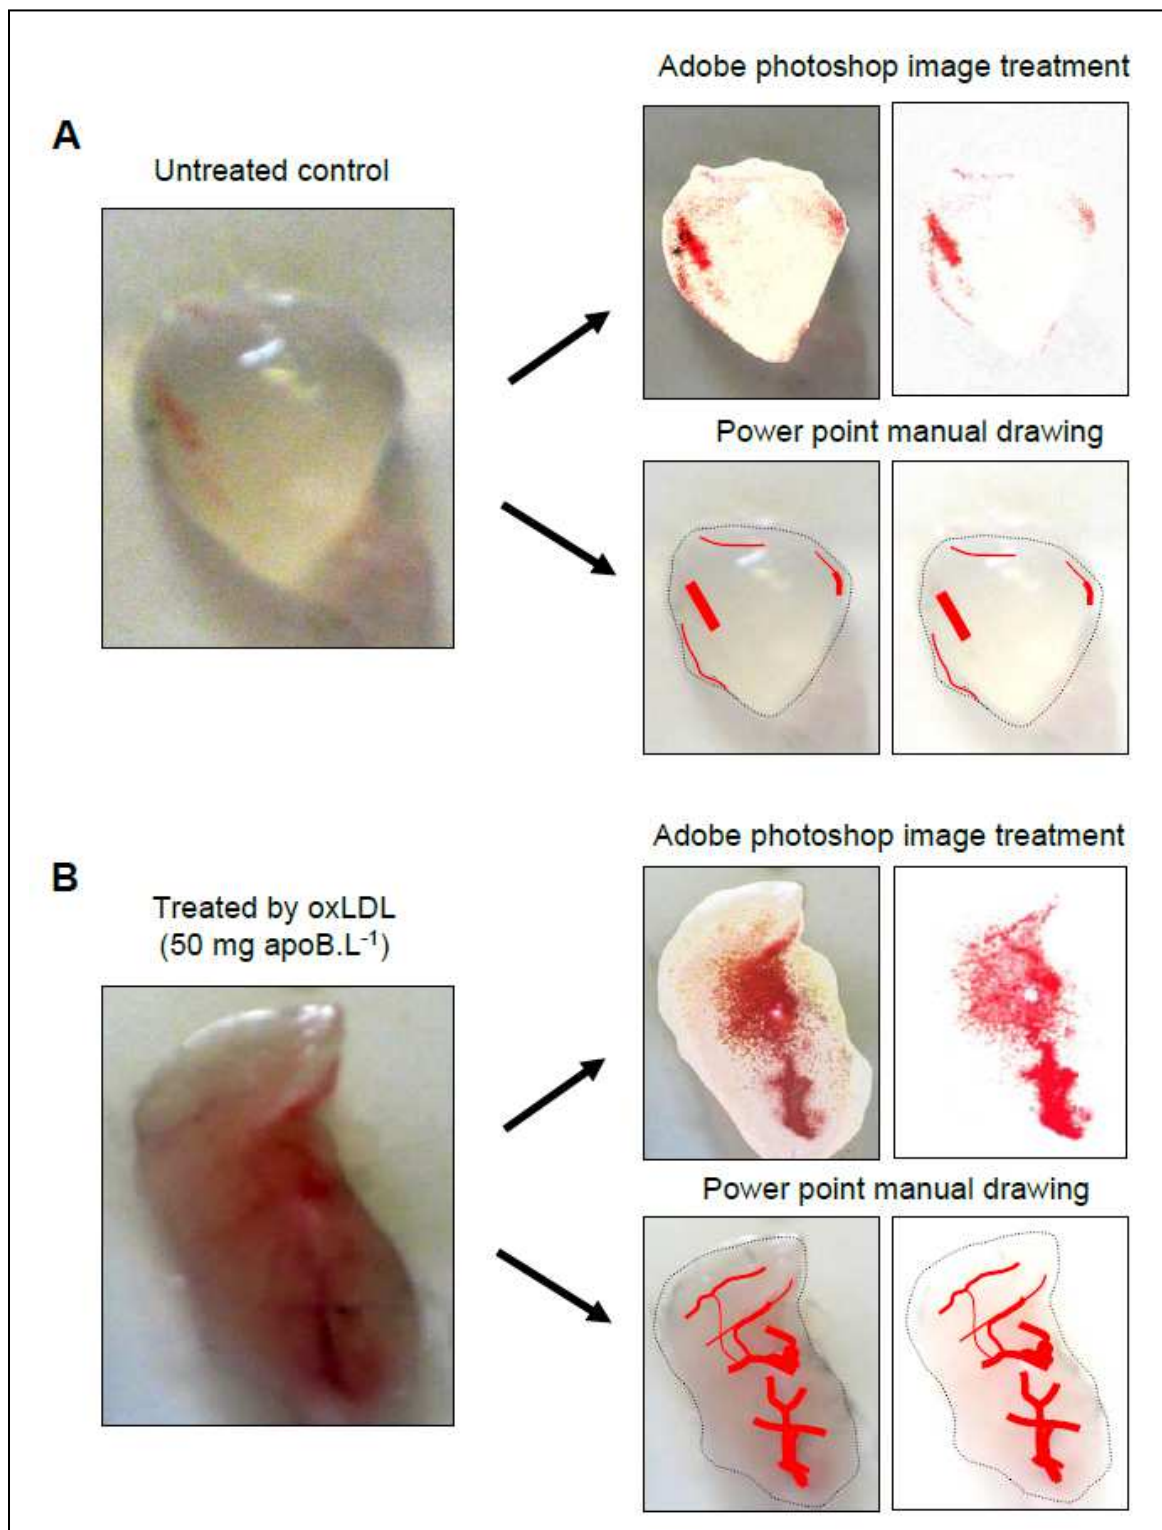 Adobe photoshop image treatment
A
Untreated control
Power point manual drawing
Adobe photoshop image treatment
B
Treated by oxLDL
(50 mg apoB.L⁻¹)
Power point manual drawing